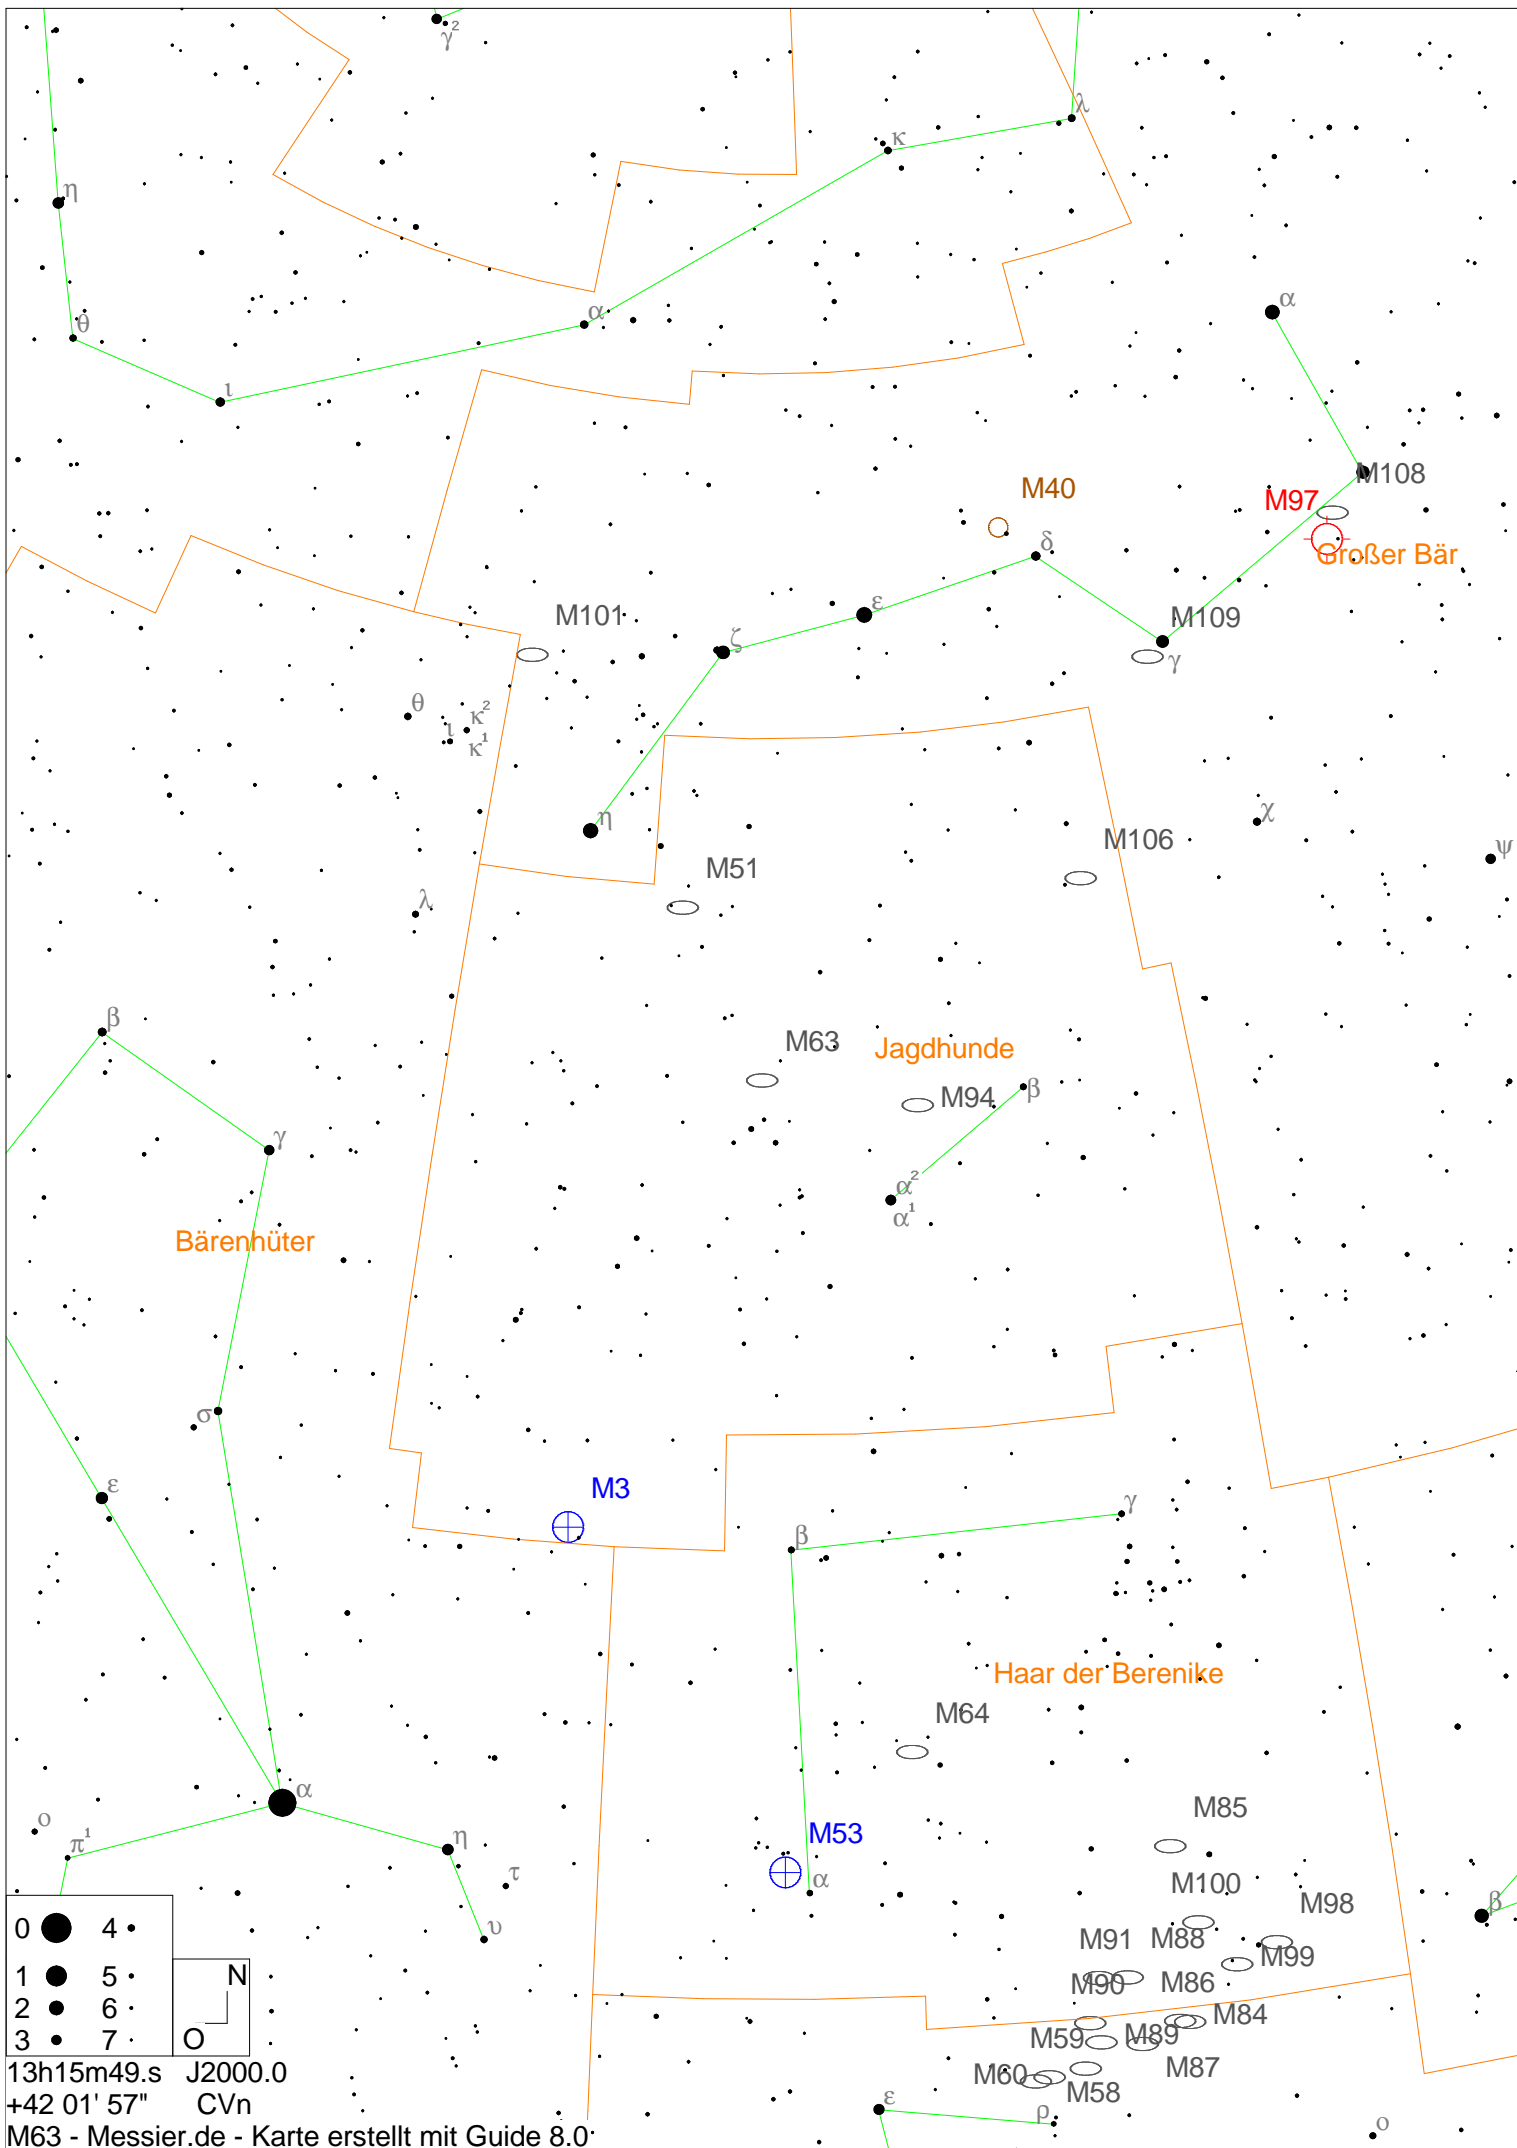 γ²
λ
κ
η
α
α
θ
ι
M108
M40
M97
δ
Großer Bär
ε
M101
M109
ζ
γ
θ
κ²
ι
κ¹
χ
η
M106
ψ
M51
λ
β
M63
Jagdhunde
β
M94
γ
α²
α¹
Bärenhüter
σ
ε
M3
γ
β
Haar der Berenike
M64
α
M85
ο
M53
η
π¹
τ
α
M100
M98
β
υ
M91
M88
M99
M90
M86
M84
M59
M89
M87
M60
M58
ε
ρ
ο
0 4
1 5
2 6
3 7
N
O
13h15m49.s J2000.0
+42 01' 57" CVn
M63 - Messier.de - Karte erstellt mit Guide 8.0